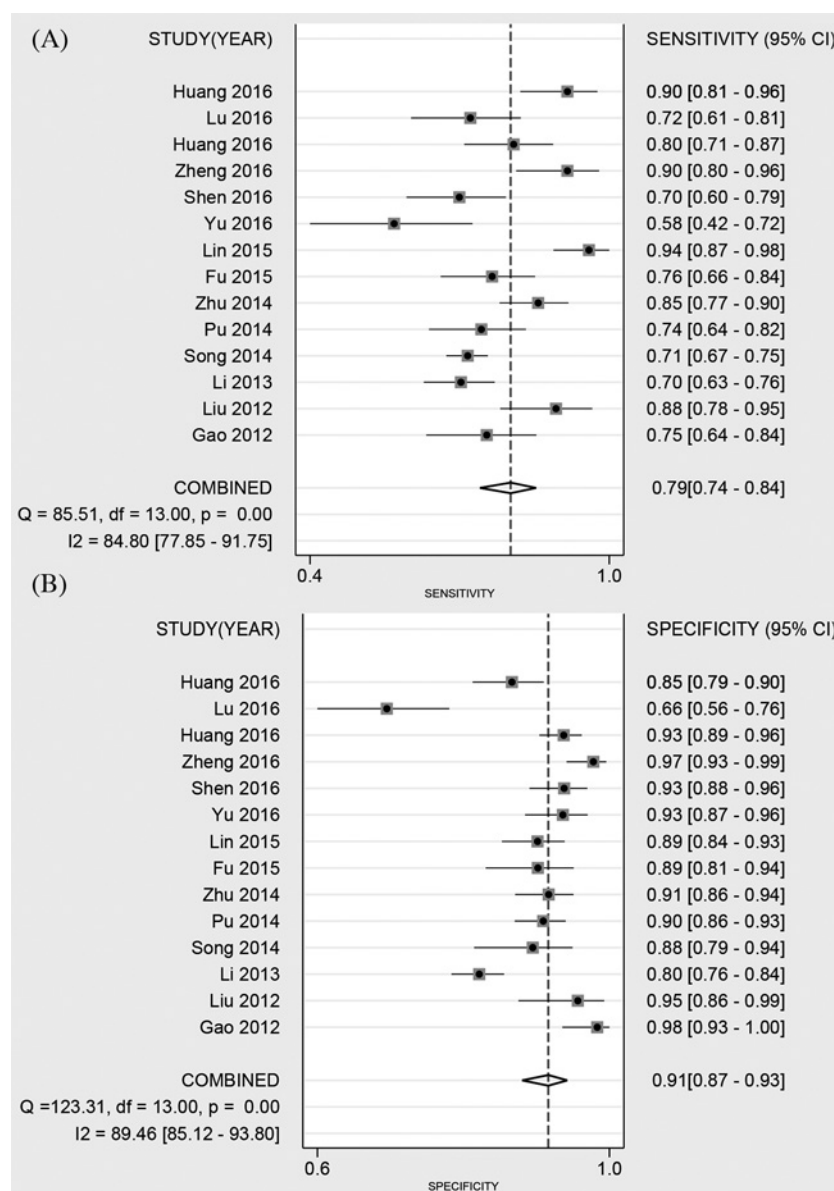 (A)
STUDY(YEAR) SENSITIVITY (95% CI)
Huang 2016 0.90 [0.81 - 0.96]
Lu 2016 0.72 [0.61 - 0.81]
Huang 2016 0.80 [0.71 - 0.87]
Zheng 2016 0.90 [0.80 - 0.96]
Shen 2016 0.70 [0.60 - 0.79]
Yu 2016 0.58 [0.42 - 0.72]
Lin 2015 0.94 [0.87 - 0.98]
Fu 2015 0.76 [0.66 - 0.84]
Zhu 2014 0.85 [0.77 - 0.90]
Pu 2014 0.74 [0.64 - 0.82]
Song 2014 0.71 [0.67 - 0.75]
Li 2013 0.70 [0.63 - 0.76]
Liu 2012 0.88 [0.78 - 0.95]
Gao 2012 0.75 [0.64 - 0.84]
COMBINED 0.79[0.74 - 0.84]
Q = 85.51, df = 13.00, p = 0.00
I2 = 84.80 [77.85 - 91.75]
0.4 1.0
SENSITIVITY
(B)
STUDY(YEAR) SPECIFICITY (95% CI)
Huang 2016 0.85 [0.79 - 0.90]
Lu 2016 0.66 [0.56 - 0.76]
Huang 2016 0.93 [0.89 - 0.96]
Zheng 2016 0.97 [0.93 - 0.99]
Shen 2016 0.93 [0.88 - 0.96]
Yu 2016 0.93 [0.87 - 0.96]
Lin 2015 0.89 [0.84 - 0.93]
Fu 2015 0.89 [0.81 - 0.94]
Zhu 2014 0.91 [0.86 - 0.94]
Pu 2014 0.90 [0.86 - 0.93]
Song 2014 0.88 [0.79 - 0.94]
Li 2013 0.80 [0.76 - 0.84]
Liu 2012 0.95 [0.86 - 0.99]
Gao 2012 0.98 [0.93 - 1.00]
COMBINED 0.91[0.87 - 0.93]
Q =123.31, df = 13.00, p = 0.00
I2 = 89.46 [85.12 - 93.80]
0.6 1.0
SPECIFICITY